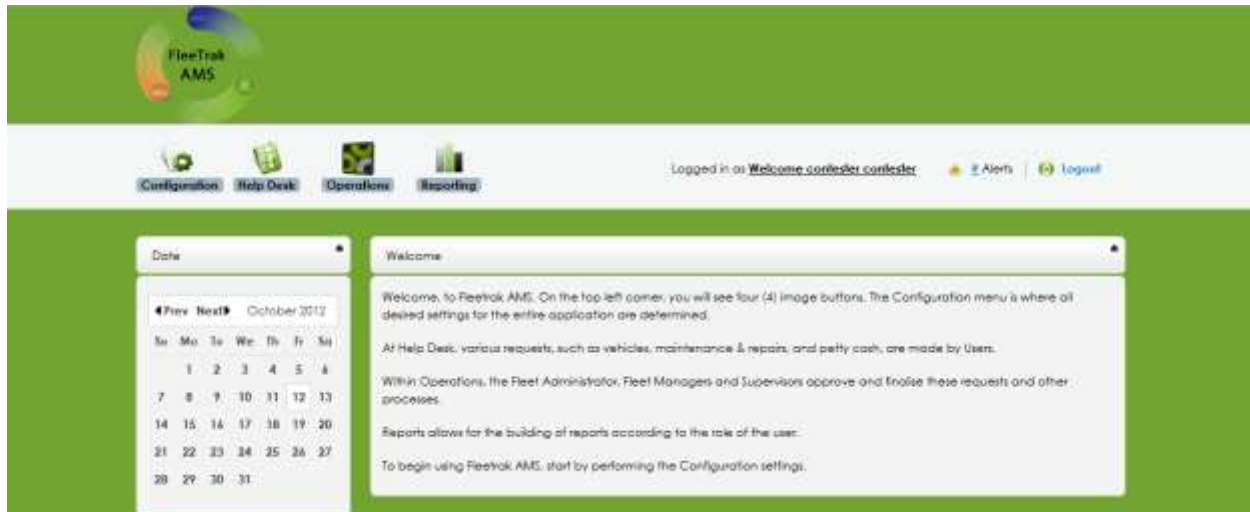 FleeTrak
AMS
Configuration Help Desk Operations Reporting
Logged in as Welcome contester contester Alerts Logout
Date
Prev Next October 2012
Su Mo Tu We Th Fr Sa
1 2 3 4 5 6
7 8 9 10 11 12 13
14 15 16 17 18 19 20
21 22 23 24 25 26 27
28 29 30 31
Welcome
Welcome, to Fleetrak AMS. On the top left corner, you will see four (4) image buttons. The Configuration menu is where all
desired settings for the entire application are determined.
At Help Desk, various requests, such as vehicles, maintenance & repairs, and petty cash, are made by Users.
Within Operations, the Fleet Administrator, Fleet Managers and Supervisors approve and finalise these requests and other
processes.
Reports allows for the building of reports according to the role of the user.
To begin using Fleetrak AMS, start by performing the Configuration settings.